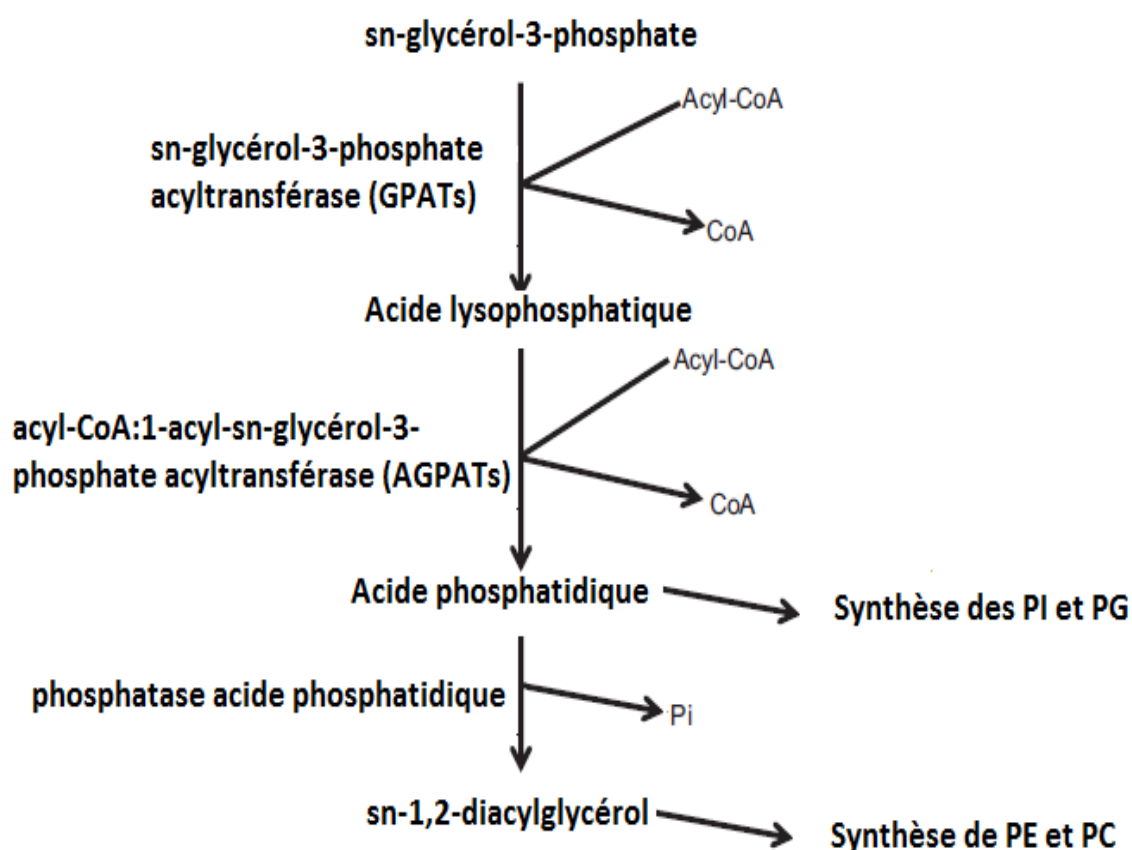 sn-glycérol-3-phosphate
Acyl-CoA
sn-glycérol-3-phosphate
acyltransférase (GPATs)
CoA
Acide lysophosphatique
Acyl-CoA
acyl-CoA:1-acyl-sn-glycérol-3-
phosphate acyltransférase (AGPATs)
CoA
Acide phosphatidique
Synthèse des PI et PG
phosphatase acide phosphatidique
Pi
sn-1,2-diacylglycérol
Synthèse de PE et PC